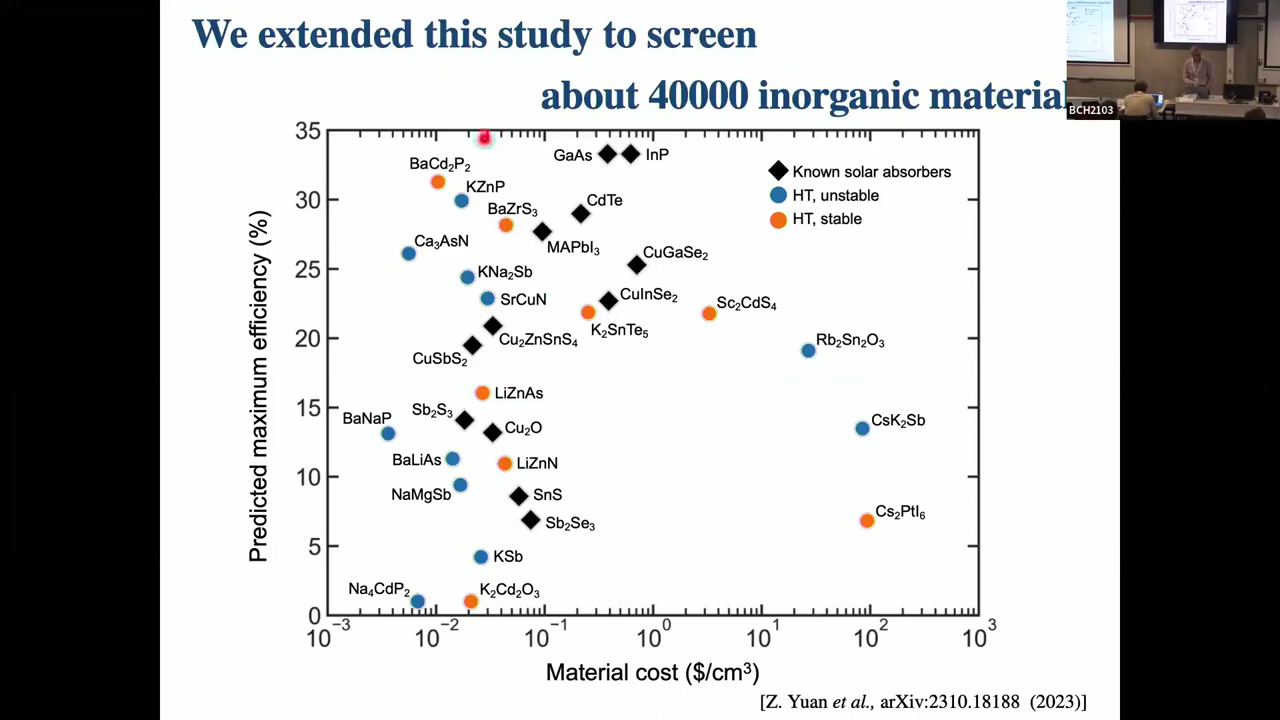 We extended this study to screen
about 40000 inorganic material
BCH2103
35
30
25
20
15
10
5
0
Predicted maximum efficiency (%)
BaCd₂P₂
GaAs
InP
Known solar absorbers
HT, unstable
HT, stable
KZnP
BaZrS₃
CdTe
MAPbI₃
Ca₃AsN
CuGaSe₂
KNa₂Sb
SrCuN
CuInSe₂
Sc₂CdS₄
K₂SnTe₅
Cu₂ZnSnS₄
Rb₂Sn₂O₃
CuSbS₂
LiZnAs
Sb₂S₃
BaNaP
Cu₂O
CsK₂Sb
BaLiAs
LiZnN
NaMgSb
SnS
Sb₂Se₃
Cs₂PtI₆
KSb
Na₄CdP₂
K₂Cd₂O₃
10⁻³ 10⁻² 10⁻¹ 10⁰ 10¹ 10² 10³
Material cost ($/cm³)
[Z. Yuan et al., arXiv:2310.18188 (2023)]